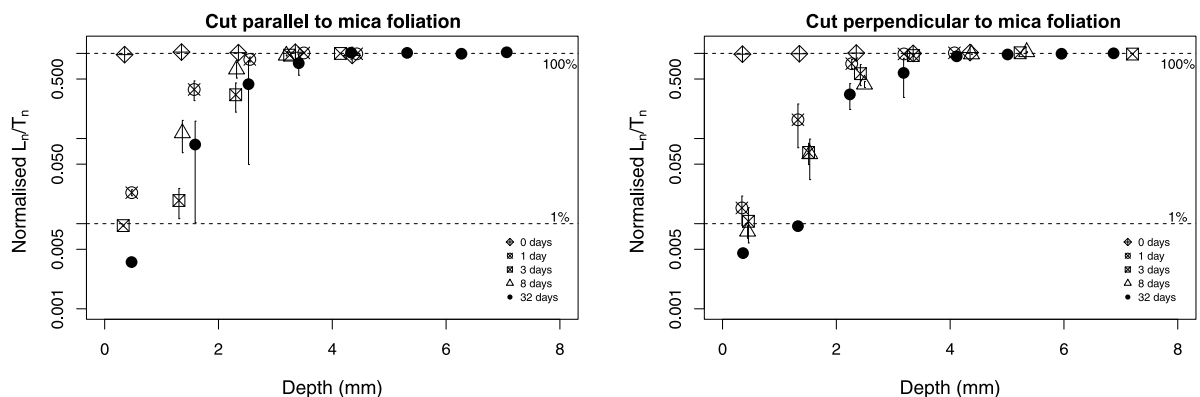 Cut parallel to mica foliation
Normalised Ln/Tn
0.500
0.050
0.005
0.001
100%
1%
0 days
1 day
3 days
8 days
32 days
0 2 4 6 8
Depth (mm)
Cut perpendicular to mica foliation
Normalised Ln/Tn
0.500
0.050
0.005
0.001
100%
1%
0 days
1 day
3 days
8 days
32 days
0 2 4 6 8
Depth (mm)